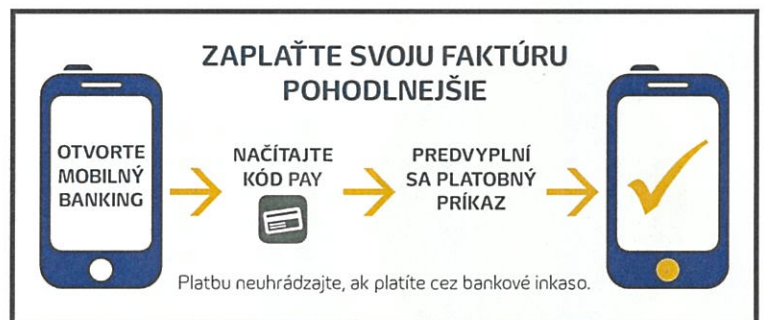 ZAPLAŤTE SVOJU FAKTÚRU
POHODLNEJŠIE
OTVORTE
MOBILNÝ
BANKING
NAČÍTAJTE
KÓD PAY
PREDVYPLNÍ
SA PLATOBNÝ
PRÍKAZ
Platbu neuhrádzajte, ak platíte cez bankové inkaso.